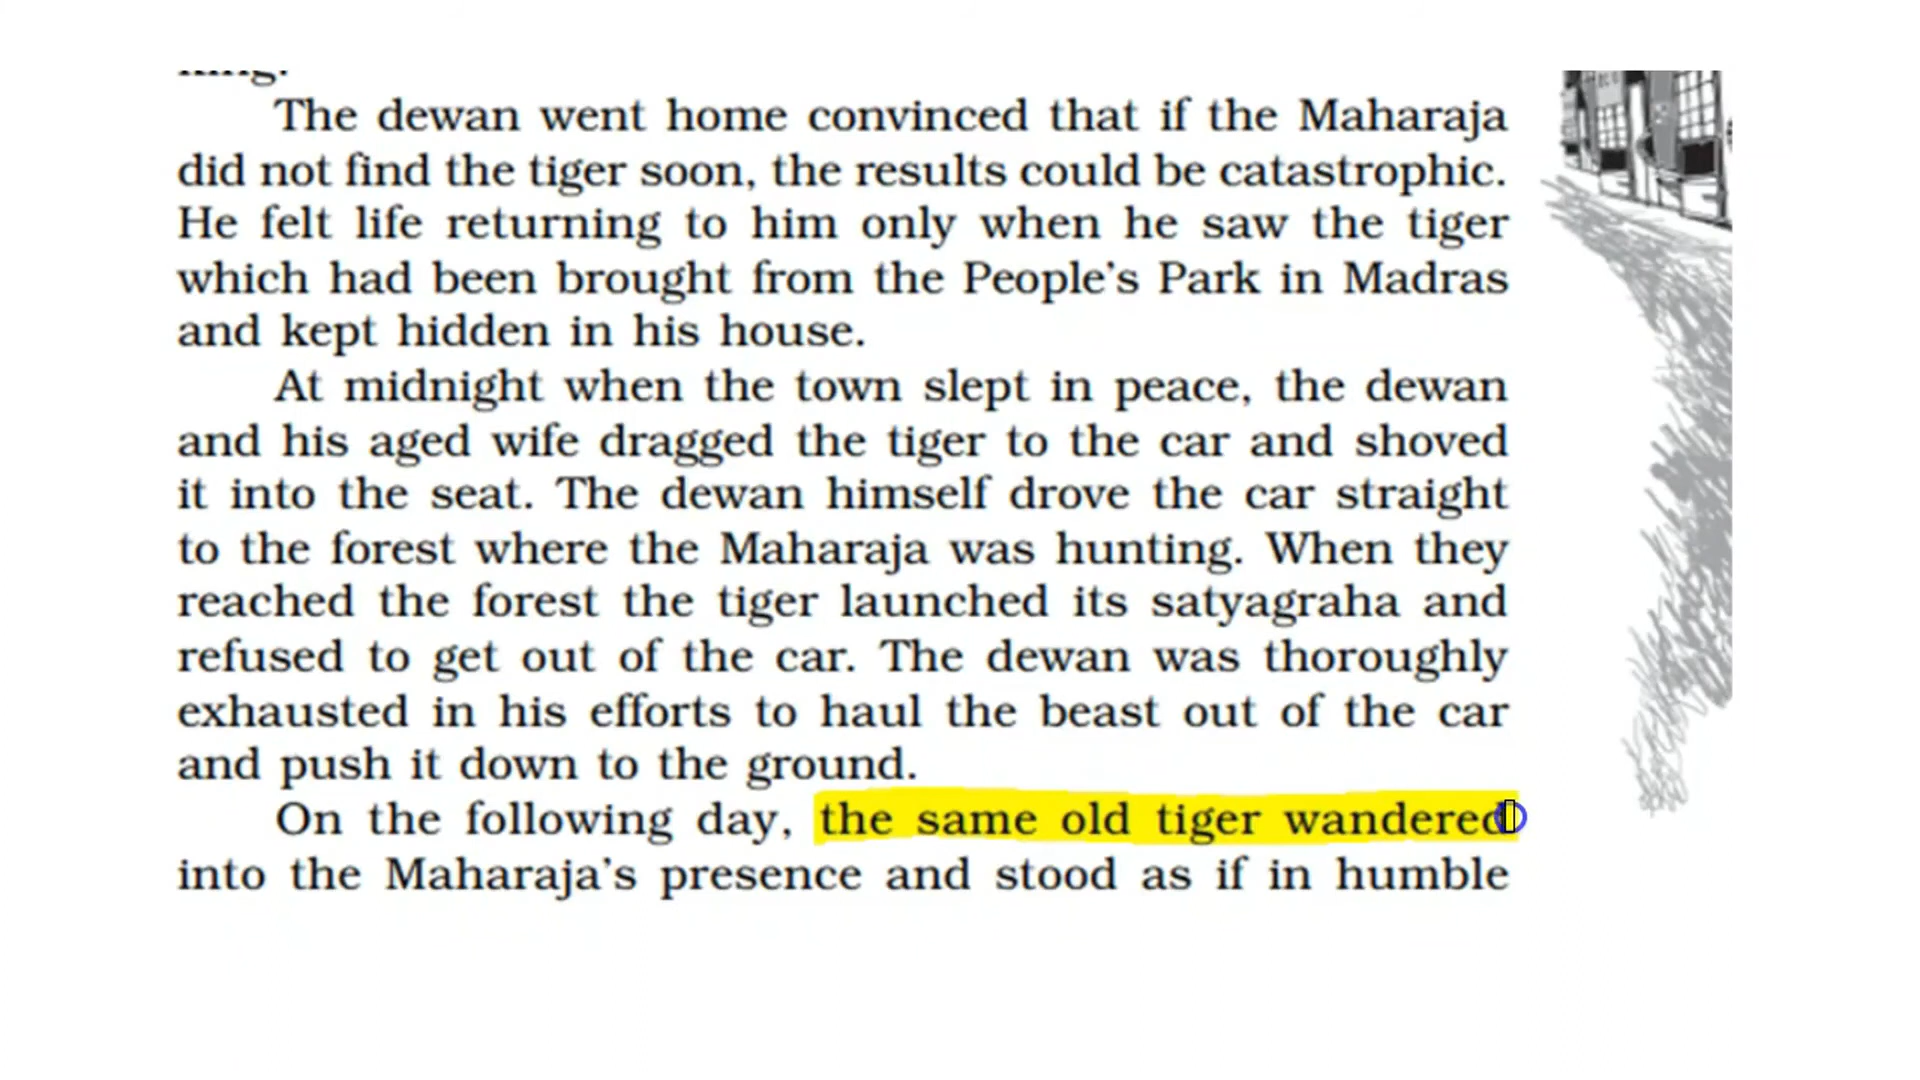 The dewan went home convinced that if the Maharaja
did not find the tiger soon, the results could be catastrophic.
He felt life returning to him only when he saw the tiger
which had been brought from the People's Park in Madras
and kept hidden in his house.
At midnight when the town slept in peace, the dewan
and his aged wife dragged the tiger to the car and shoved
it into the seat. The dewan himself drove the car straight
to the forest where the Maharaja was hunting. When they
reached the forest the tiger launched its satyagraha and
refused to get out of the car. The dewan was thoroughly
exhausted in his efforts to haul the beast out of the car
and push it down to the ground.
On the following day, the same old tiger wandered
into the Maharaja's presence and stood as if in humble